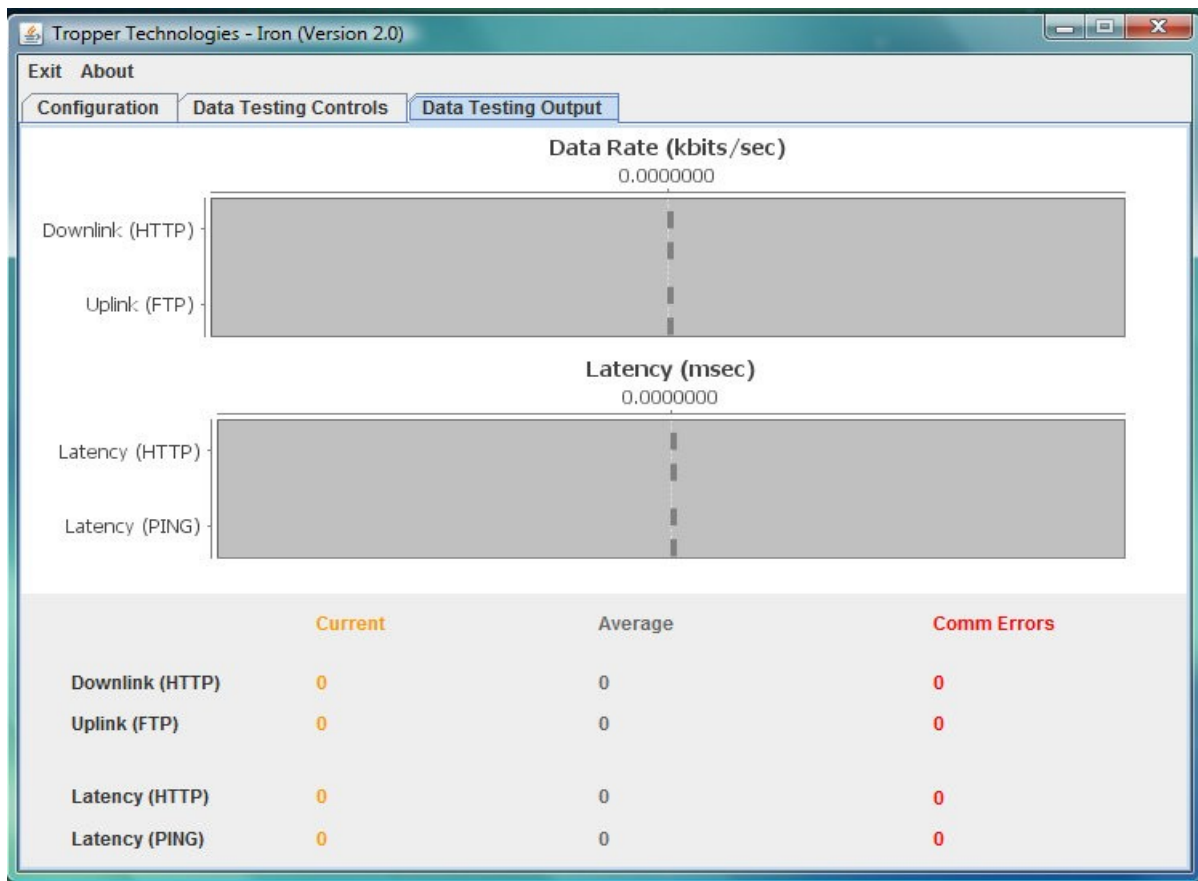 Tropper Technologies - Iron (Version 2.0)
Exit About
Configuration Data Testing Controls Data Testing Output
Data Rate (kbits/sec)
0.0000000
Downlink (HTTP)
Uplink (FTP)
Latency (msec)
0.0000000
Latency (HTTP)
Latency (PING)
Current Average Comm Errors
Downlink (HTTP) 0 0 0
Uplink (FTP) 0 0 0
Latency (HTTP) 0 0 0
Latency (PING) 0 0 0